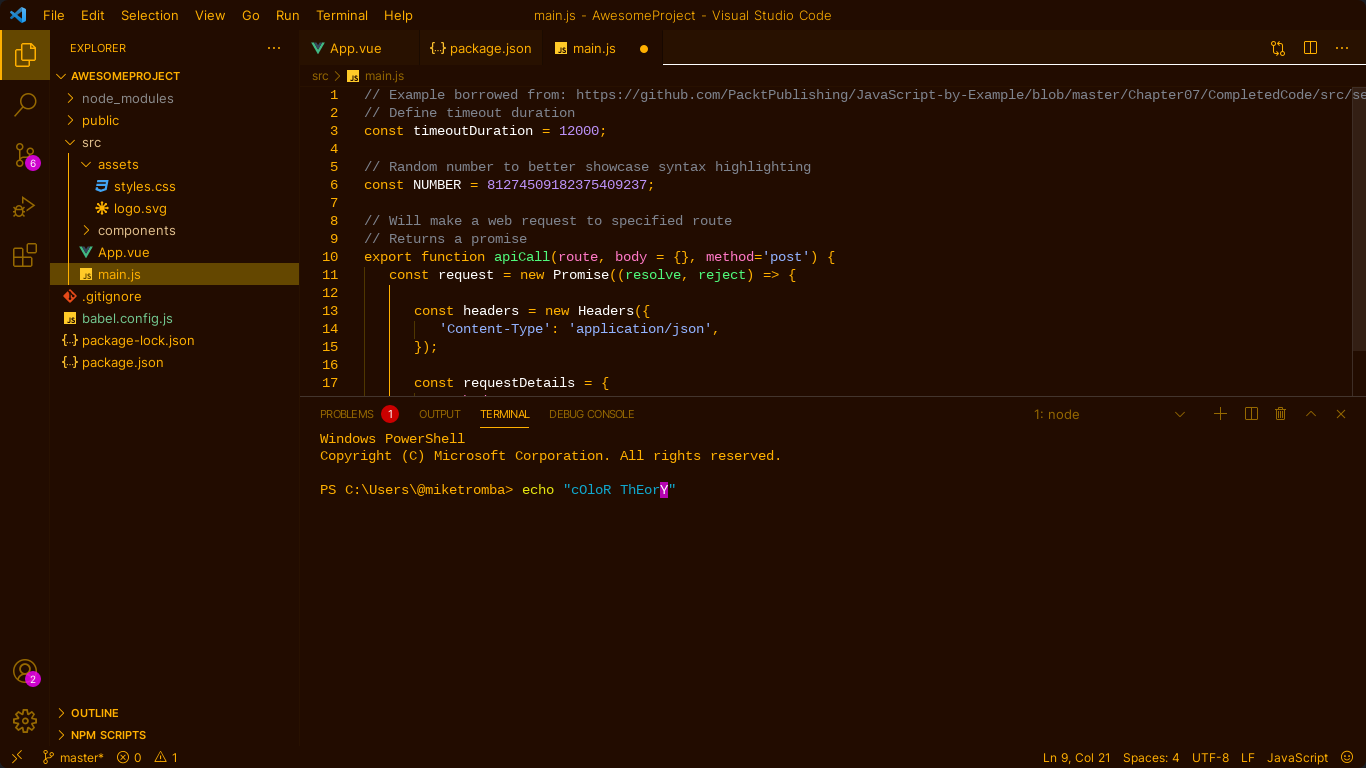 File Edit Selection View Go Run Terminal Help
main.js - AwesomeProject - Visual Studio Code
EXPLORER
AWESOMEPROJECT
node_modules
public
src
assets
styles.css
logo.svg
components
App.vue
main.js
.gitignore
babel.config.js
package-lock.json
package.json
OUTLINE
NPM SCRIPTS
6
2
App.vue
{..} package.json
JS main.js
src > JS main.js
1 // Example borrowed from: https://github.com/PacktPublishing/JavaScript-by-Example/blob/master/Chapter07/CompletedCode/src/se
2 // Define timeout duration
3 const timeoutDuration = 12000;
4
5 // Random number to better showcase syntax highlighting
6 const NUMBER = 81274509182375409237;
7
8 // Will make a web request to specified route
9 // Returns a promise
10 export function apiCall(route, body = {}, method='post') {
11 const request = new Promise((resolve, reject) => {
12
13 const headers = new Headers({
14 'Content-Type': 'application/json',
15 });
16
17 const requestDetails = {
PROBLEMS 1 OUTPUT TERMINAL DEBUG CONSOLE 1: node
Windows PowerShell
Copyright (C) Microsoft Corporation. All rights reserved.
PS C:\Users\@miketromba> echo "cOloR ThEorY"
master* 0 1 Ln 9, Col 21 Spaces: 4 UTF-8 LF JavaScript